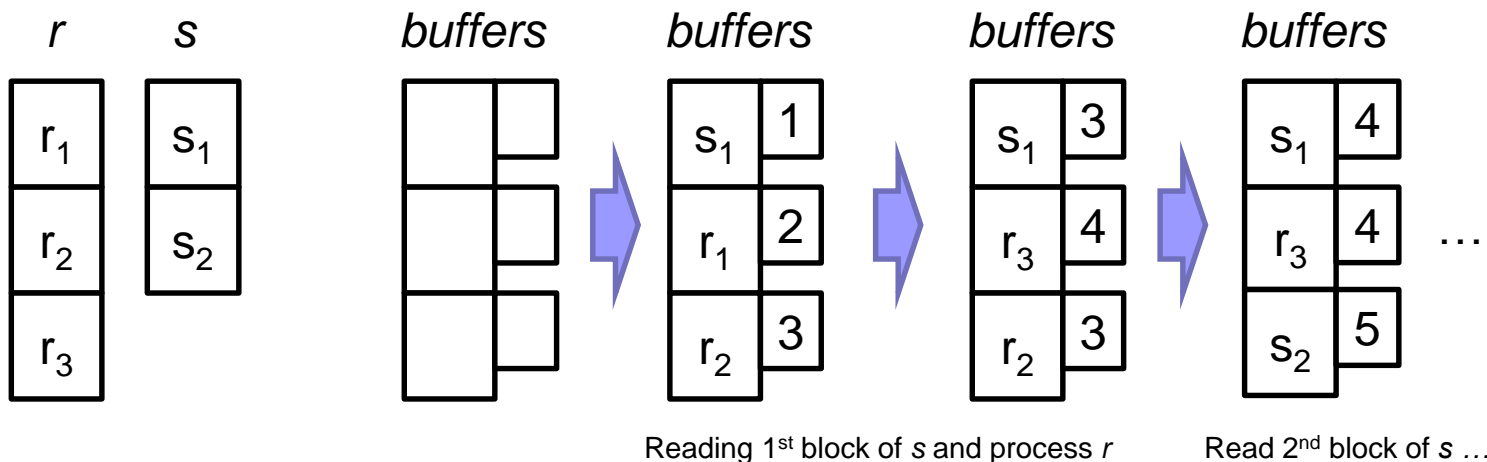 r s buffers buffers buffers buffers
r₁ s₁ s₁ 1 s₁ 3 s₁ 4
r₂ s₂ r₁ 2 r₃ 4 r₃ 4 …
r₃ r₂ 3 r₂ 3 s₂ 5
Reading 1ˢᵗ block of s and process r Read 2ⁿᵈ block of s …